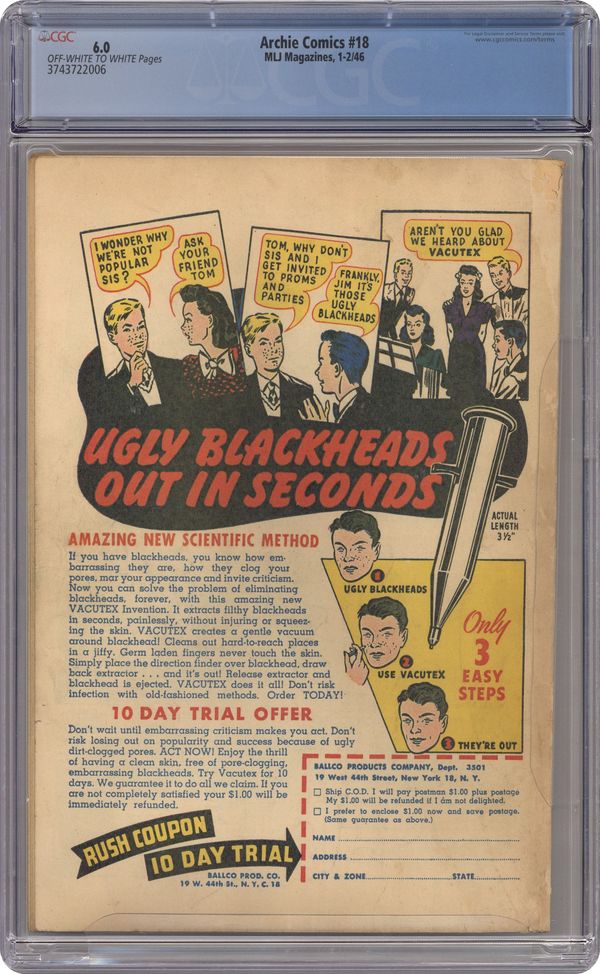 CGC
6.0
OFF-WHITE TO WHITE Pages
3743722006
Archie Comics #18
MLJ Magazines, 1-2/46
For Legal Disclaimer and Service Terms please visit
www.cgccomics.com/terms
CGC
I WONDER WHY
WE'RE NOT
POPULAR
SIS?
ASK
YOUR
FRIEND
TOM
TOM, WHY DON'T
SIS AND I
GET INVITED
TO PROMS
AND
PARTIES
FRANKLY,
JIM IT'S
THOSE
UGLY
BLACKHEADS
AREN'T YOU GLAD
WE HEARD ABOUT
VACUTEX
UGLY BLACKHEADS
OUT IN SECONDS
ACTUAL
LENGTH
3½"
AMAZING NEW SCIENTIFIC METHOD
If you have blackheads, you know how em-
barrassing they are, how they clog your
pores, mar your appearance and invite criticism.
Now you can solve the problem of eliminating
blackheads, forever, with this amazing new
VACUTEX Invention. It extracts filthy blackheads
in seconds, painlessly, without injuring or squeez-
ing the skin. VACUTEX creates a gentle vacuum
around blackhead! Cleans out hard-to-reach places
in a jiffy. Germ laden fingers never touch the skin.
Simply place the direction finder over blackhead, draw
back extractor . . . and it's out! Release extractor and
blackhead is ejected. VACUTEX does it all! Don't risk
infection with old-fashioned methods. Order TODAY!
1
UGLY BLACKHEADS
2
USE VACUTEX
3
THEY'RE OUT
Only
3
EASY
STEPS
10 DAY TRIAL OFFER
Don't wait until embarrassing criticism makes you act. Don't
risk losing out on popularity and success because of ugly
dirt-clogged pores. ACT NOW! Enjoy the thrill
of having a clean skin, free of pore-clogging,
embarrassing blackheads. Try Vacutex for 10
days. We guarantee it to do all we claim. If you
are not completely satisfied your $1.00 will be
immediately refunded.
RUSH COUPON
10 DAY TRIAL
BALLCO PROD. CO.
19 W. 44th St., N. Y. C. 18
BALLCO PRODUCTS COMPANY, Dept. 3501
19 West 44th Street, New York 18, N. Y.
Ship C.O.D. I will pay postman $1.00 plus postage
My $1.00 will be refunded if I am not delighted.
I prefer to enclose $1.00 now and save postage.
(Same guarantee as above.)
NAME
ADDRESS
CITY & ZONE STATE